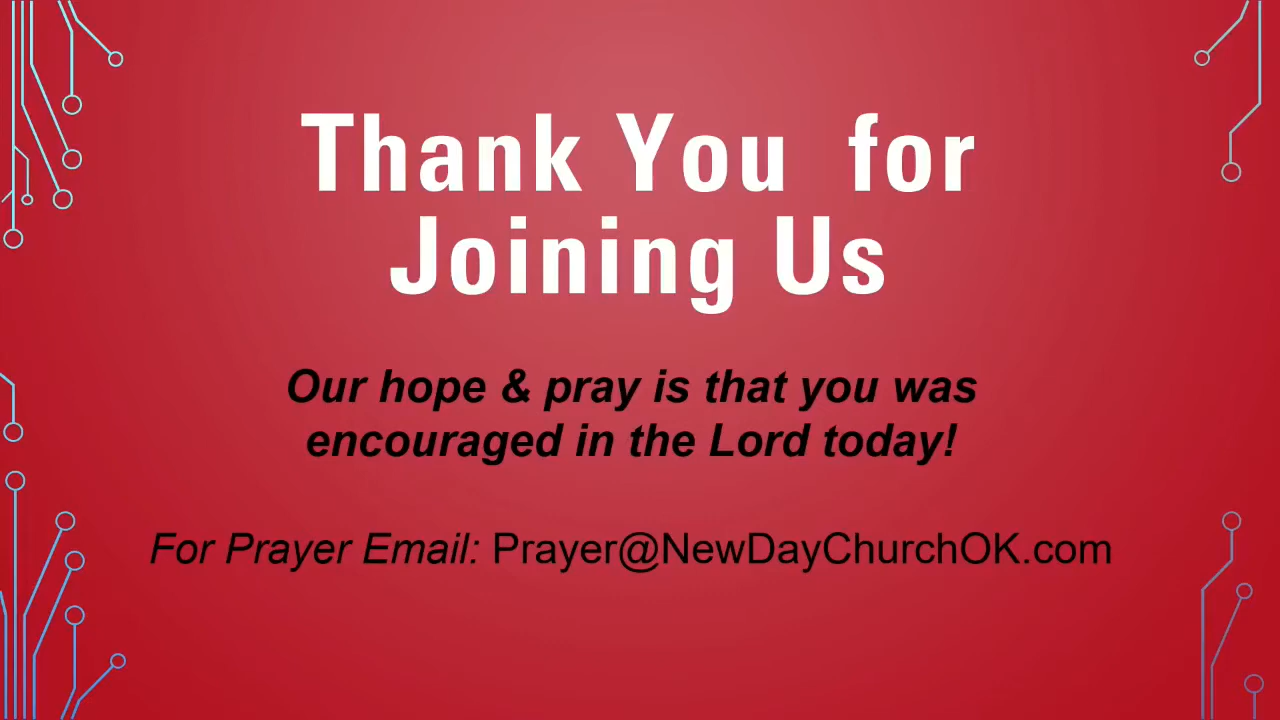 Thank You for
Joining Us
Our hope & pray is that you was
encouraged in the Lord today!
For Prayer Email: Prayer@NewDayChurchOK.com